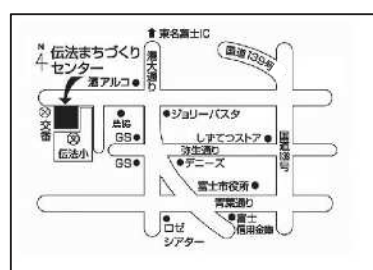 東名富士IC
N
伝法まちづくり
センター
酒アルコ
港大通り
国道139号
交番
農協
ジョリーパスタ
GS
しずてつストア
弥生通り
伝法小
GS
デニーズ
国道139号
富士市役所
青葉通り
ロゼ
シアター
富士
信用金庫